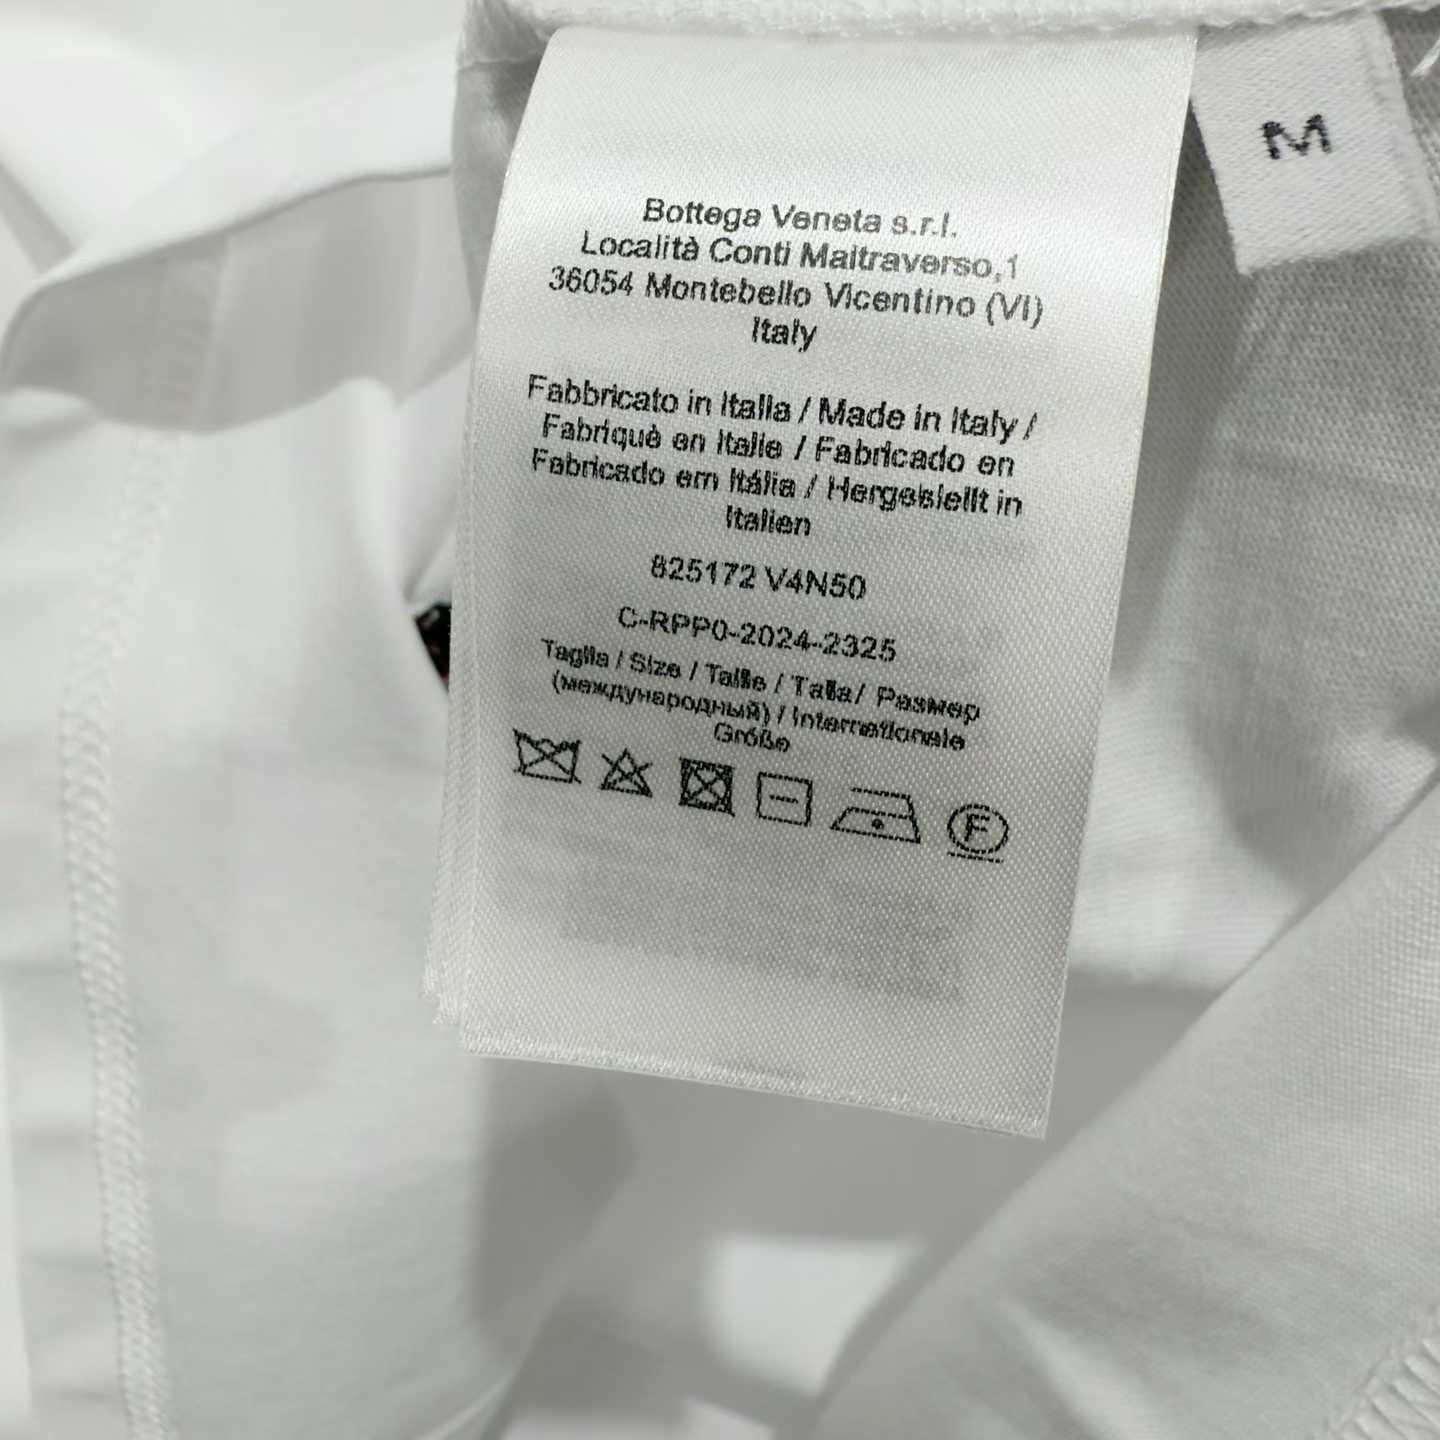 M
Bottega Veneta s.r.l.
Località Conti Maltraverso,1
36054 Montebello Vicentino (VI)
Italy
Fabbricato in Italia / Made in Italy /
Fabriquè en Italie / Fabricado en
Fabricado em Itália / Hergesiellt in
Italien
825172 V4N50
C-RPP0-2024-2325
Taglia / Size / Taille / Talla/ Размер
(международный) / Internationale
Größe
F